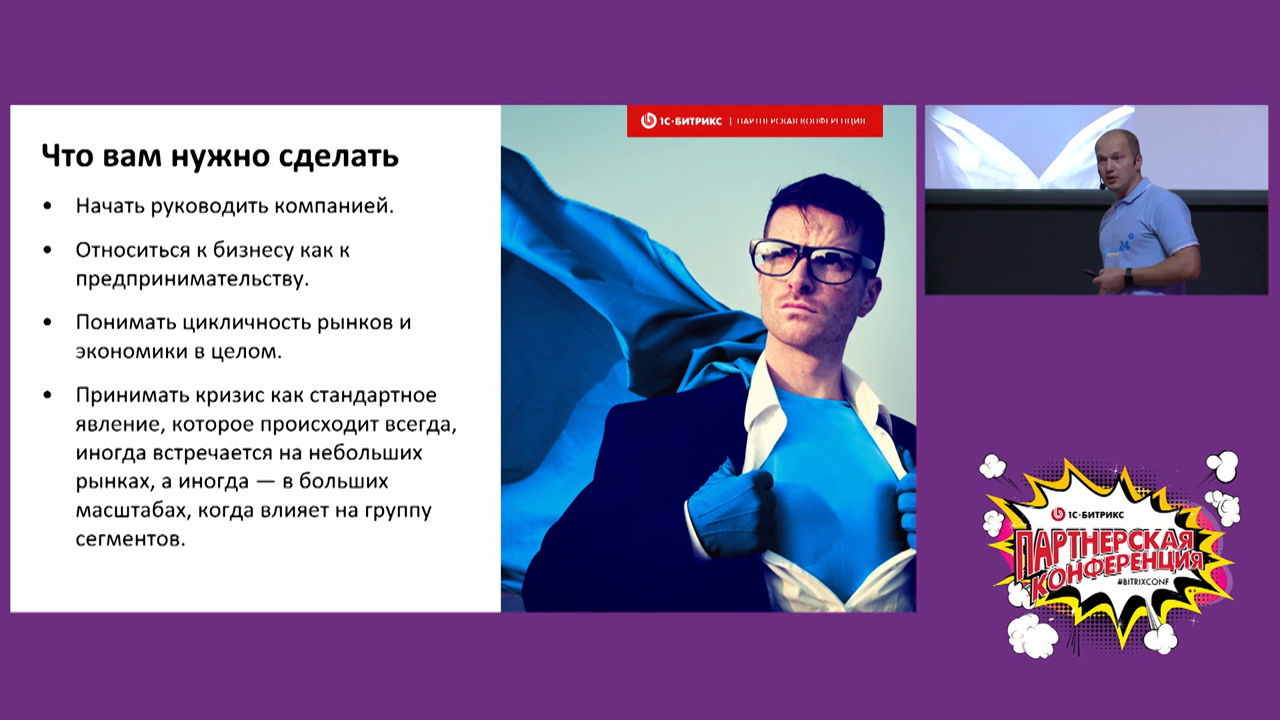 1С·БИТРИКС | ПАРТНЕРСКАЯ КОНФЕРЕНЦИЯ
Что вам нужно сделать
• Начать руководить компанией.
• Относиться к бизнесу как к
предпринимательству.
• Понимать цикличность рынков и
экономики в целом.
• Принимать кризис как стандартное
явление, которое происходит всегда,
иногда встречается на небольших
рынках, а иногда — в больших
масштабах, когда влияет на группу
сегментов.
24
1С·БИТРИКС
ПАРТНЕРСКАЯ
КОНФЕРЕНЦИЯ
#BITRIXCONF